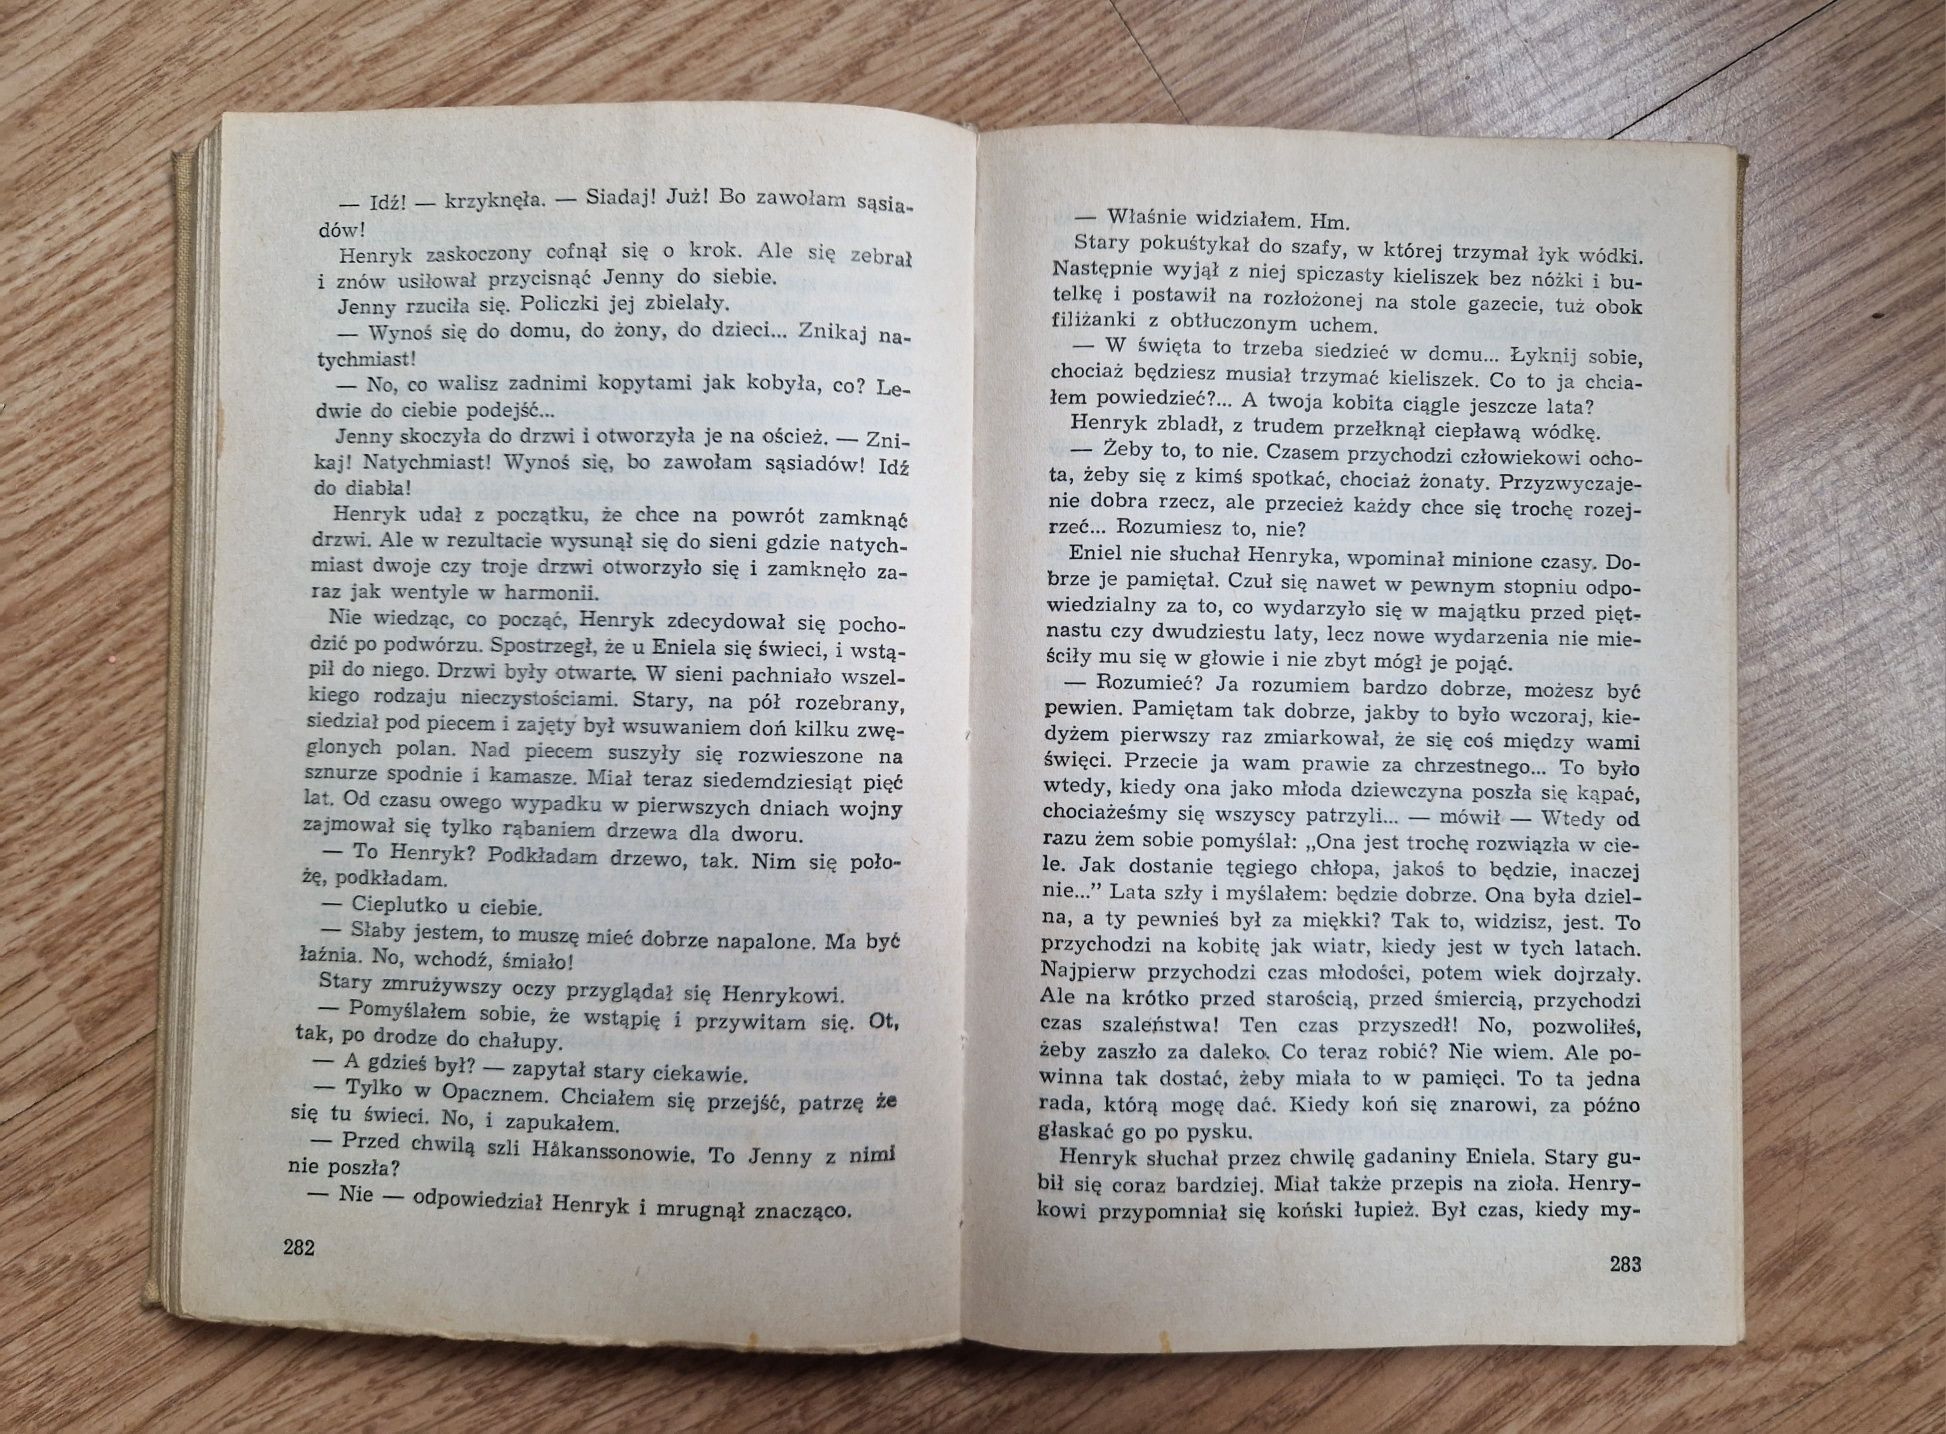 — Idź! — krzyknęła. — Siadaj! Już! Bo zawołam sąsia-
dów!
Henryk zaskoczony cofnął się o krok. Ale się zebrał
i znów usiłował przycisnąć Jenny do siebie.
Jenny rzuciła się. Policzki jej zbielały.
— Wynoś się do domu, do żony, do dzieci... Znikaj na-
tychmiast!
— No, co walisz zadnimi kopytami jak kobyła, co? Le-
dwie do ciebie podejść...
Jenny skoczyła do drzwi i otworzyła je na oścież. — Zni-
kaj! Natychmiast! Wynoś się, bo zawołam sąsiadów! Idź
do diabła!
Henryk udał z początku, że chce na powrót zamknąć
drzwi. Ale w rezultacie wysunął się do sieni gdzie natych-
miast dwoje czy troje drzwi otworzyło się i zamknęło za-
raz jak wentyle w harmonii.
Nie wiedząc, co począć, Henryk zdecydował się pocho-
dzić po podwórzu. Spostrzegł, że u Eniela się świeci, i wstą-
pił do niego. Drzwi były otwarte. W sieni pachniało wszel-
kiego rodzaju nieczystościami. Stary, na pół rozebrany,
siedział pod piecem i zajęty był wsuwaniem doń kilku zwę-
glonych polan. Nad piecem suszyły się rozwieszone na
sznurze spodnie i kamasze. Miał teraz siedemdziesiąt pięć
lat. Od czasu owego wypadku w pierwszych dniach wojny
zajmował się tylko rąbaniem drzewa dla dworu.
— To Henryk? Podkładam drzewo, tak. Nim się poło-
żę, podkładam.
— Cieplutko u ciebie.
— Słaby jestem, to muszę mieć dobrze napalone. Ma być
łaźnia. No, wchodź, śmiało!
Stary zmrużywszy oczy przyglądał się Henrykowi.
— Pomyślałem sobie, że wstąpię i przywitam się. Ot,
tak, po drodze do chałupy.
— A gdzieś był? — zapytał stary ciekawie.
— Tylko w Opacznem. Chciałem się przejść, patrzę że
się tu świeci. No, i zapukałem.
— Przed chwilą szli Håkanssonowie. To Jenny z nimi
nie poszła?
— Nie — odpowiedział Henryk i mrugnął znacząco.
282
— Właśnie widziałem. Hm.
Stary pokuśtykał do szafy, w której trzymał łyk wódki.
Następnie wyjął z niej spiczasty kieliszek bez nóżki i bu-
telkę i postawił na rozłożonej na stole gazecie, tuż obok
filiżanki z obtłuczonym uchem.
— W święta to trzeba siedzieć w domu... Łyknij sobie,
chociaż będziesz musiał trzymać kieliszek. Co to ja chcia-
łem powiedzieć?... A twoja kobita ciągle jeszcze lata?
Henryk zbladł, z trudem przełknął ciepławą wódkę.
— Żeby to, to nie. Czasem przychodzi człowiekowi ocho-
ta, żeby się z kimś spotkać, chociaż żonaty. Przyzwyczaje-
nie dobra rzecz, ale przecież każdy chce się trochę rozej-
rzeć... Rozumiesz to, nie?
Eniel nie słuchał Henryka, wpominał minione czasy. Do-
brze je pamiętał. Czuł się nawet w pewnym stopniu odpo-
wiedzialny za to, co wydarzyło się w majątku przed pięt-
nastu czy dwudziestu laty, lecz nowe wydarzenia nie mie-
ściły mu się w głowie i nie zbyt mógł je pojąć.
— Rozumieć? Ja rozumiem bardzo dobrze, możesz być
pewien. Pamiętam tak dobrze, jakby to było wczoraj, kie-
dyżem pierwszy raz zmiarkował, że się coś między wami
święci. Przecie ja wam prawie za chrzestnego... To było
wtedy, kiedy ona jako młoda dziewczyna poszła się kąpać,
chociażeśmy się wszyscy patrzyli... — mówił — Wtedy od
razu żem sobie pomyślał: „Ona jest trochę rozwiązła w cie-
le. Jak dostanie tęgiego chłopa, jakoś to będzie, inaczej
nie...” Lata szły i myślałem: będzie dobrze. Ona była dziel-
na, a ty pewnieś był za miękki? Tak to, widzisz, jest. To
przychodzi na kobitę jak wiatr, kiedy jest w tych latach.
Najpierw przychodzi czas młodości, potem wiek dojrzały.
Ale na krótko przed starością, przed śmiercią, przychodzi
czas szaleństwa! Ten czas przyszedł! No, pozwoliłeś,
żeby zaszło za daleko. Co teraz robić? Nie wiem. Ale po-
winna tak dostać, żeby miała to w pamięci. To ta jedna
rada, którą mogę dać. Kiedy koń się znarowi, za późno
głaskać go po pysku.
Henryk słuchał przez chwilę gadaniny Eniela. Stary gu-
bił się coraz bardziej. Miał także przepis na zioła. Henry-
kowi przypomniał się koński łupież. Był czas, kiedy my-
283